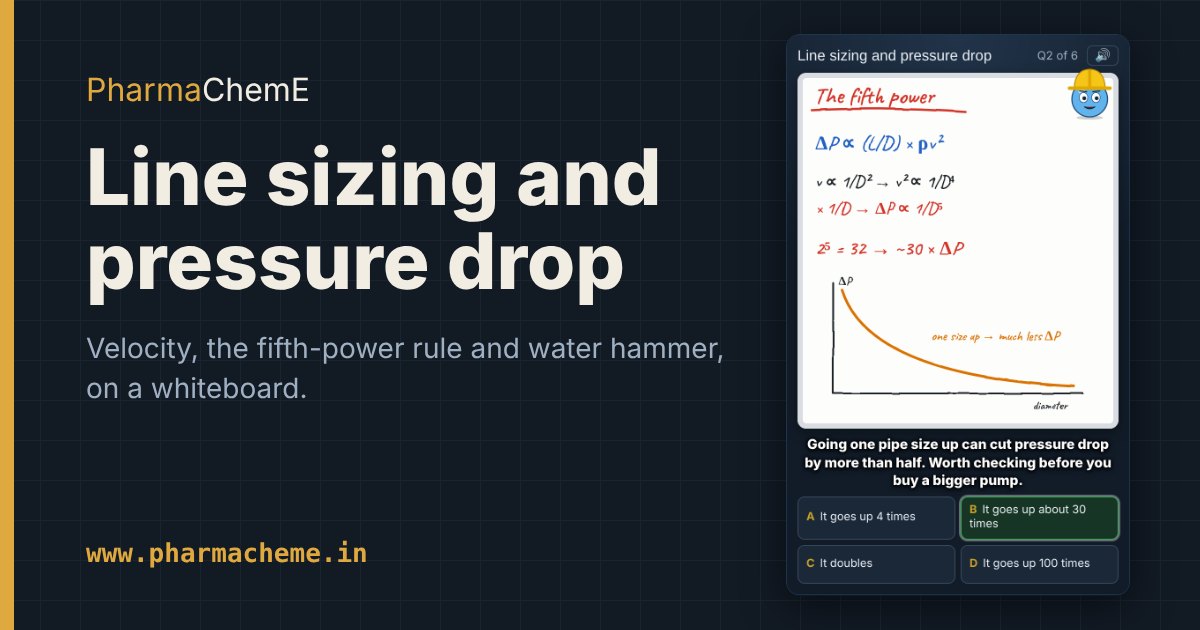 PharmaChemE
Line sizing and
pressure drop
Velocity, the fifth-power rule and water hammer,
on a whiteboard.
www.pharmacheme.in
Line sizing and pressure drop
Q2 of 6
The fifth power
ΔP ∝ (L/D) × ρv²
v ∝ 1/D² → v² ∝ 1/D⁴
× 1/D → ΔP ∝ 1/D⁵
2⁵ = 32 → ~30 × ΔP
ΔP
one size up → much less ΔP
diameter
Going one pipe size up can cut pressure drop
by more than half. Worth checking before you
buy a bigger pump.
A It goes up 4 times
B It goes up about 30
times
C It doubles
D It goes up 100 times